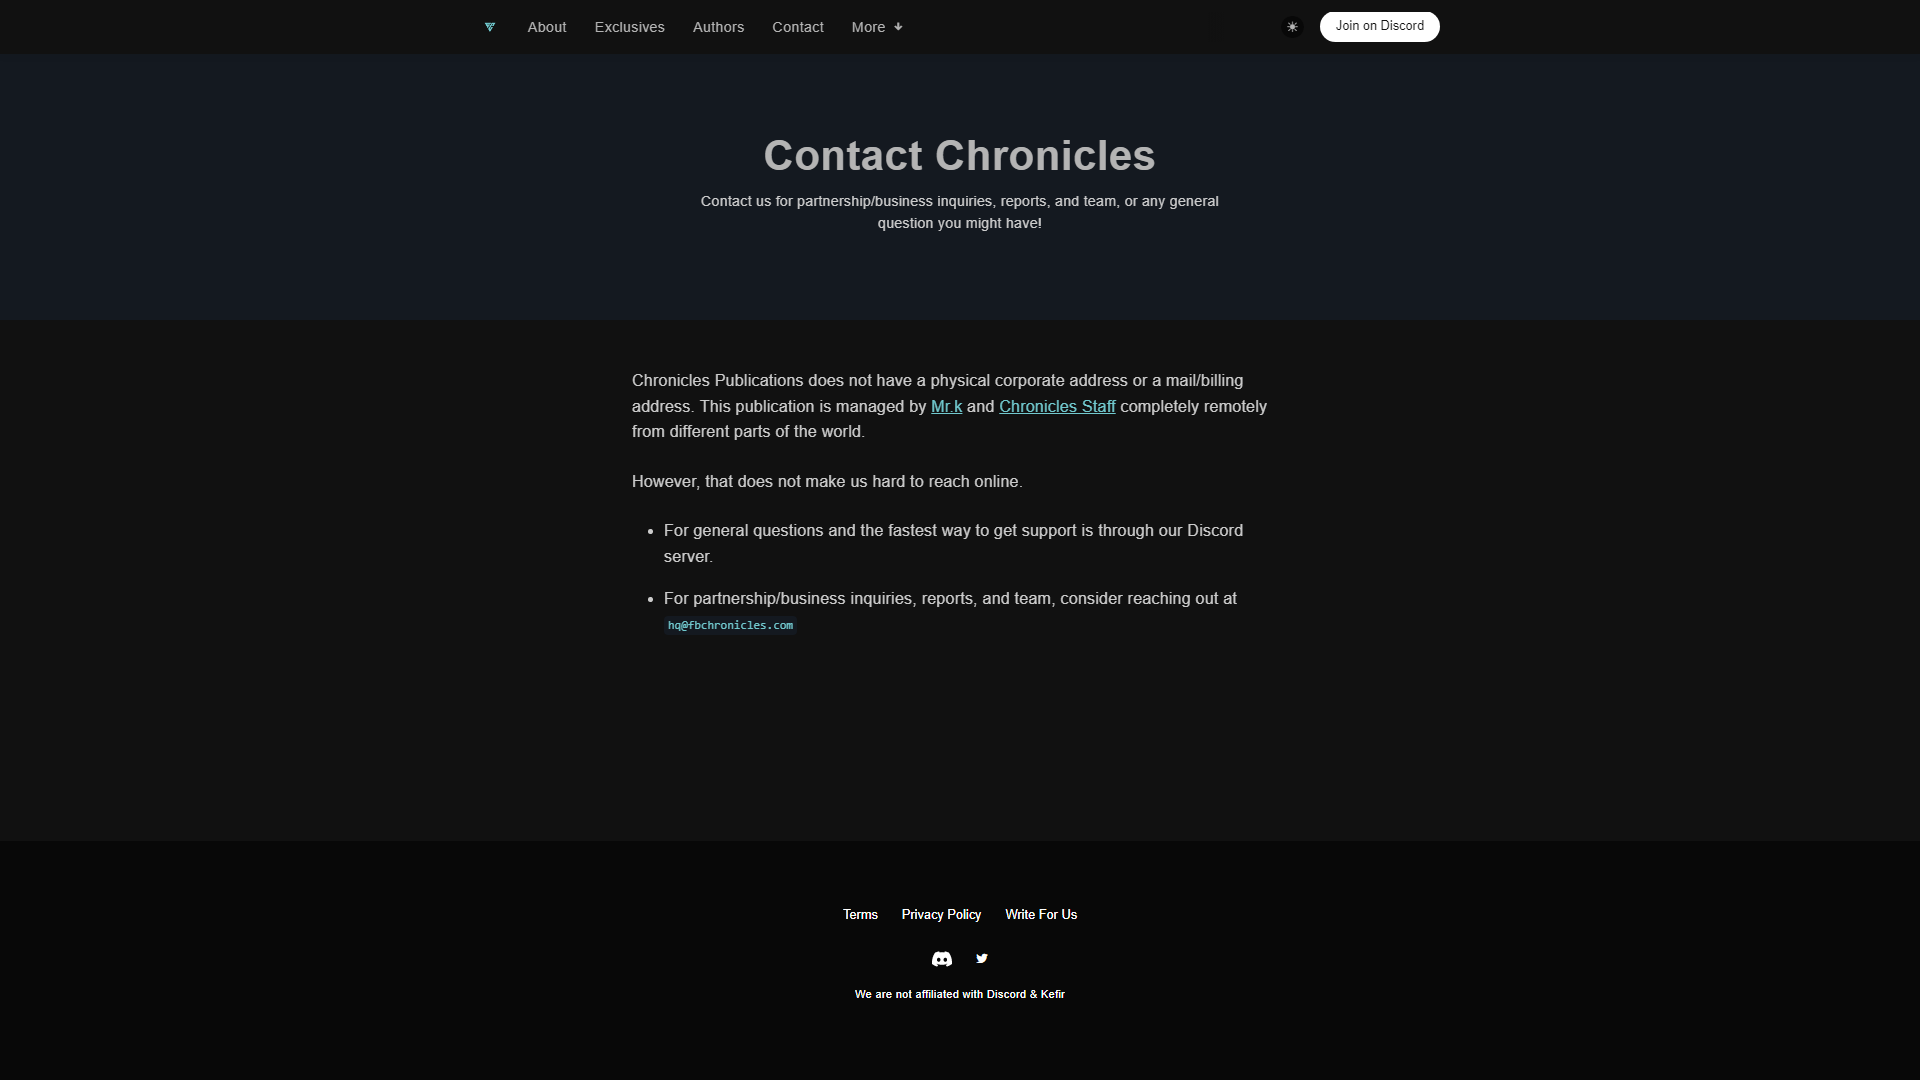 About Exclusives Authors Contact More Join on Discord
Contact Chronicles
Contact us for partnership/business inquiries, reports, and team, or any general
question you might have!
Chronicles Publications does not have a physical corporate address or a mail/billing
address. This publication is managed by Mr.k and Chronicles Staff completely remotely
from different parts of the world.
However, that does not make us hard to reach online.
For general questions and the fastest way to get support is through our Discord
server.
For partnership/business inquiries, reports, and team, consider reaching out at
hq@fbchronicles.com
Terms Privacy Policy Write For Us
We are not affiliated with Discord & Kefir